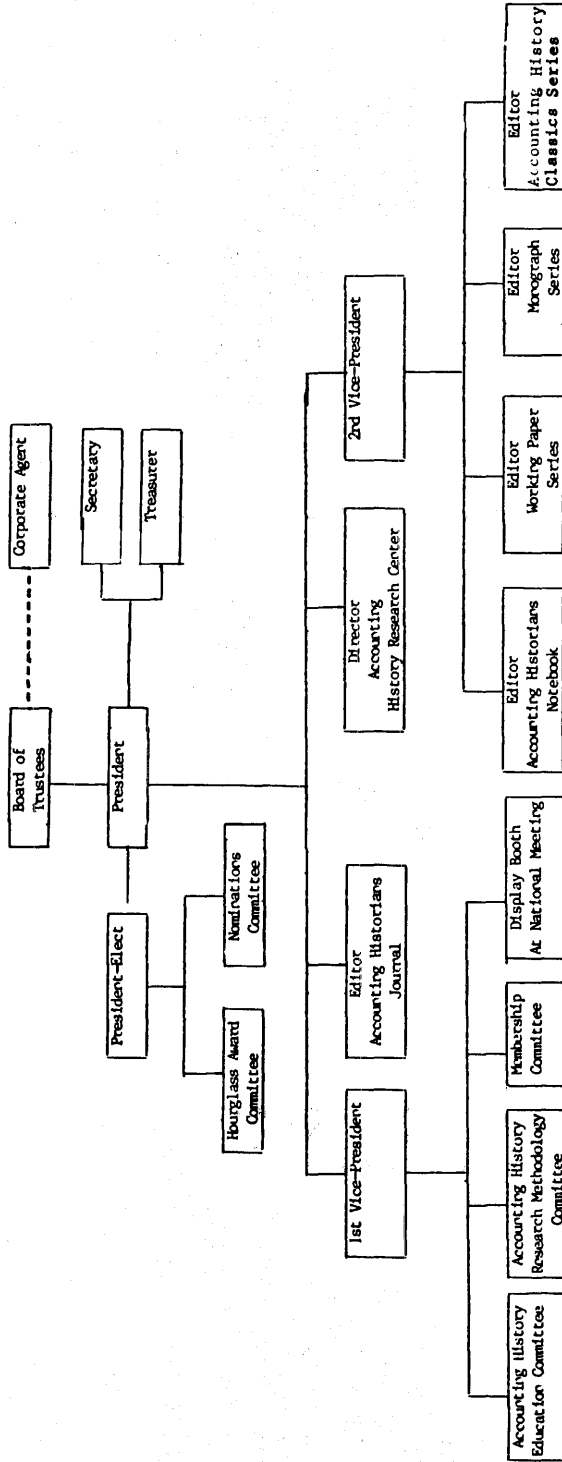 Board of
Trustees
Corporate Agent
President
Secretary
Treasurer
President-Elect
Hourglass Award
Committee
Nominations
Committee
1st Vice-President
Editor
Accounting Historians
Journal
Director
Accounting
History Research Center
2nd Vice-President
Accounting History
Education Committee
Accounting History
Research Methodology
Committee
Membership
Committee
Display Booth
At National Meeting
Editor
Accounting Historians
Notebook
Editor
Working Paper
Series
Editor
Monograph
Series
Editor
Accounting History
Classics Series